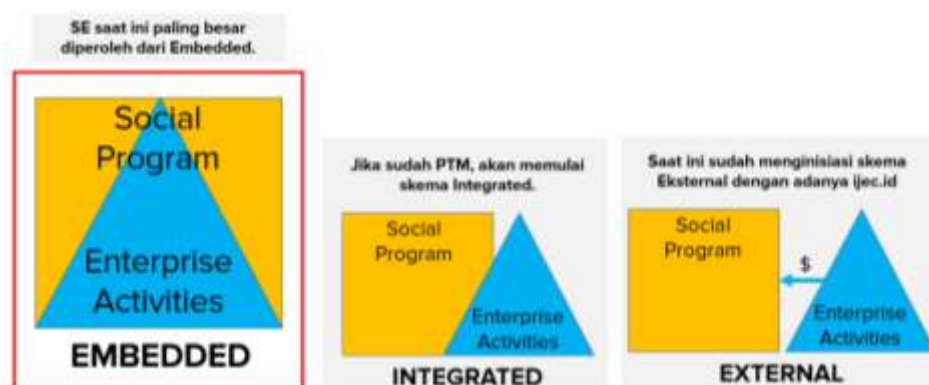 SE saat ini paling besar
diperoleh dari Embedded.
Social
Program
Enterprise
Activities
EMBEDDED
Jika sudah PTM, akan memulai
skema Integrated.
Social
Program
Enterprise
Activities
INTEGRATED
Saat ini sudah menginisiasi skema
Eksternal dengan adanya ijec.id
Social
Program
$
Enterprise
Activities
EXTERNAL